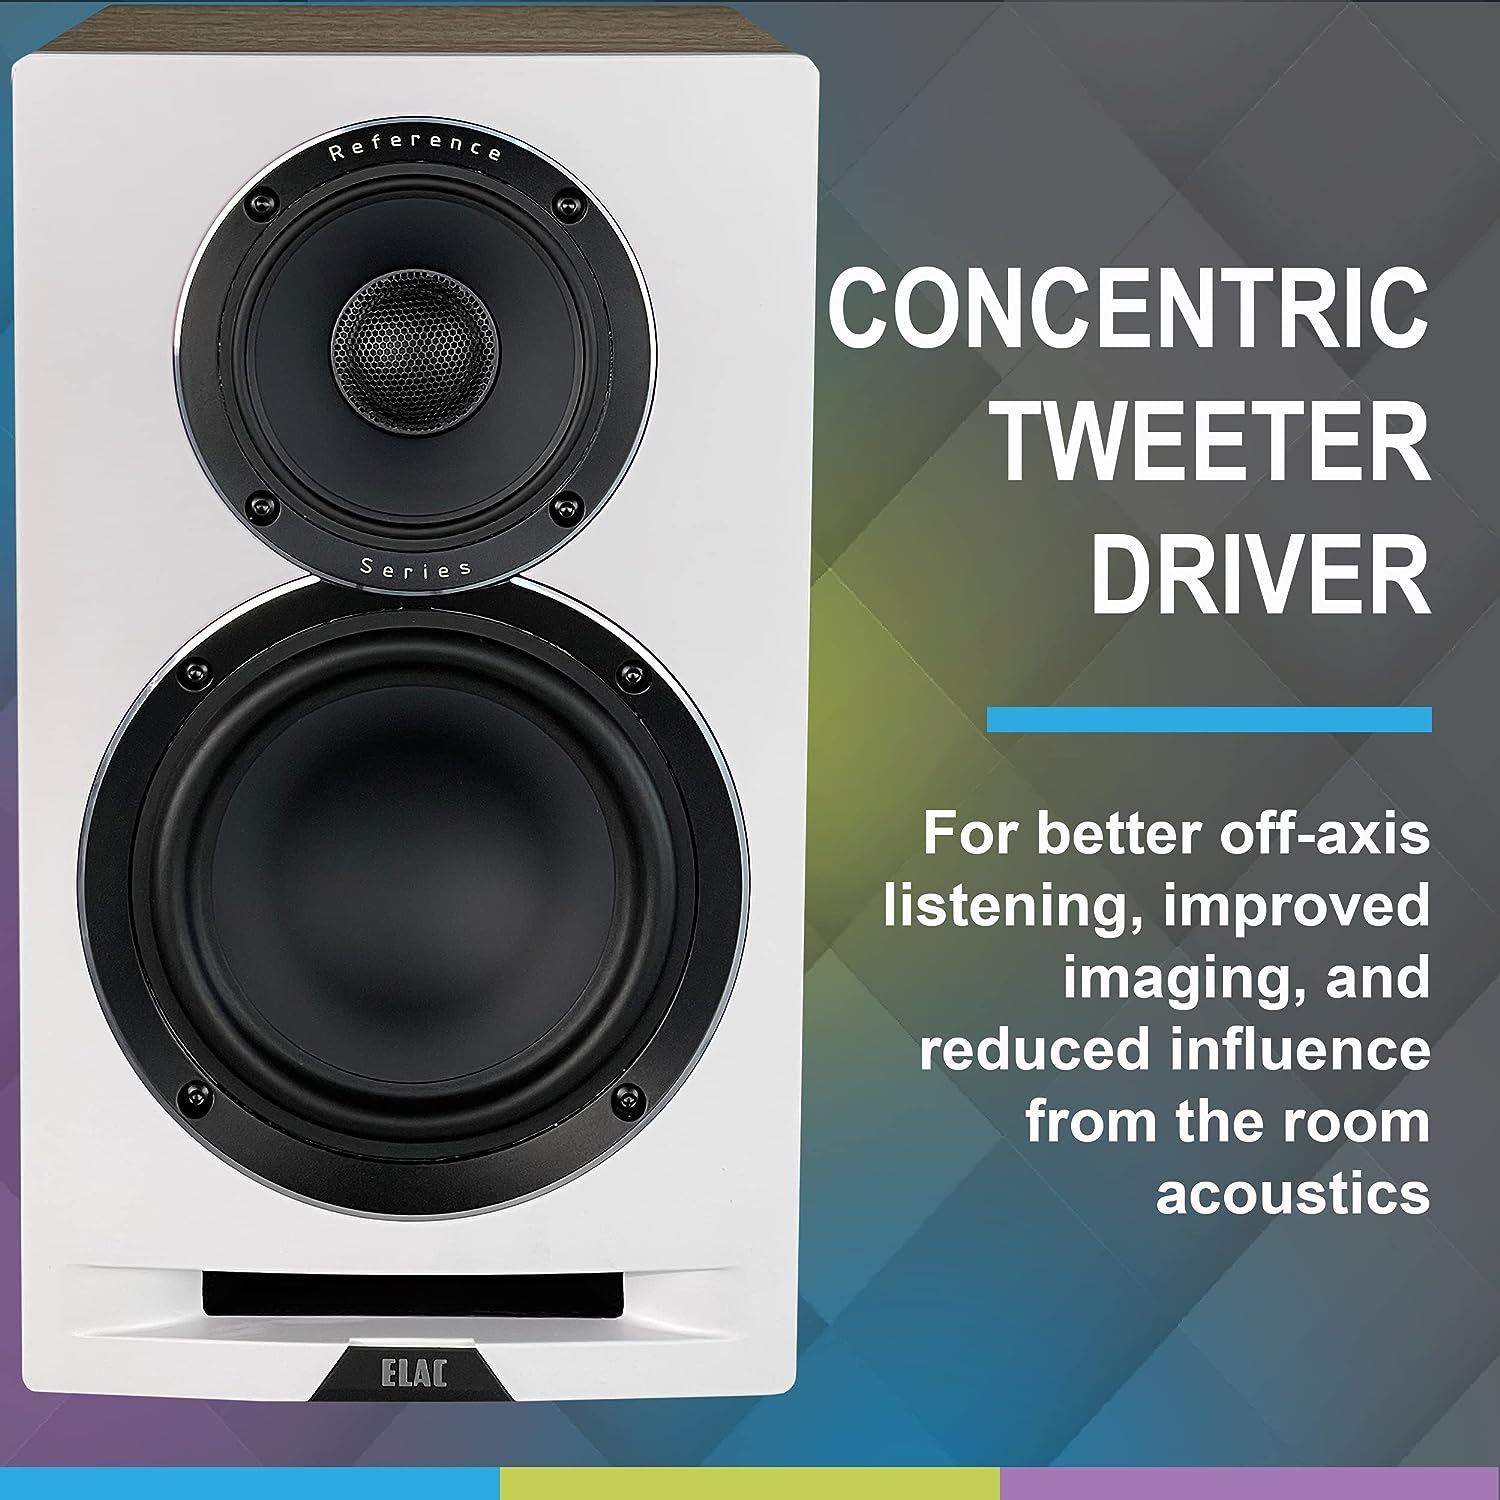 Reference
Series
ELAC
CONCENTRIC
TWEETER
DRIVER
For better off-axis
listening, improved
imaging, and
reduced influence
from the room
acoustics